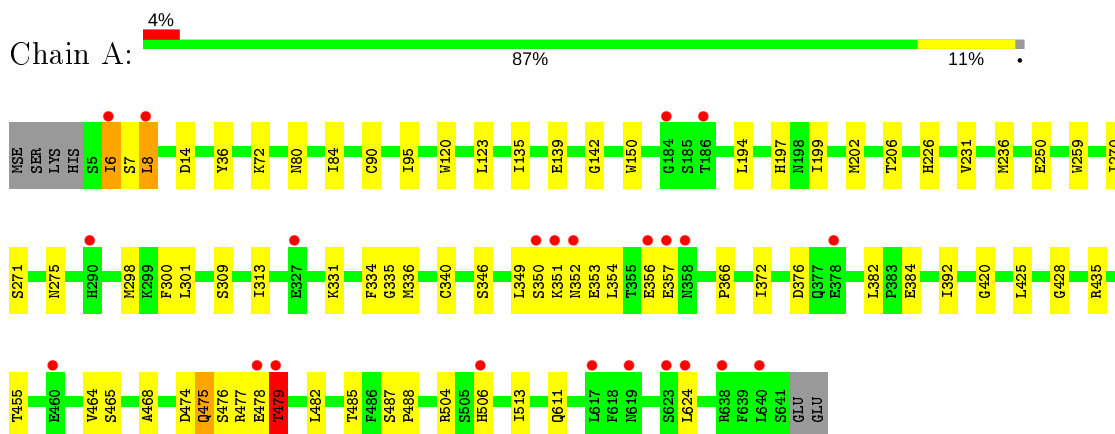 4%
Chain A:
87% 11% •
MSE SER LYS HIS S5 I6 S7 L8 D14 Y36 K72 N80 I84 C90 I95 W120 L123 I135 E139 G142 W150 G184 S185 T186 L194 H197 N198 I199 M202 T206 H226 V231 M236 E250 W259 I270
S271 N275 H290 M298 K299 F300 L301 S309 I313 E327 K331 F334 G335 M336 C340 S346 L349 S350 K351 N352 E353 L354 T355 E356 E357 N358 P366 I372 D376 Q377 E378 L382 P383 E384 I392 G420 L425 G428 R435
T455 E460 V464 S465 A468 D474 Q475 S476 R477 E478 T479 L482 T485 F486 S487 P488 R504 S505 H506 I513 Q611 L617 F618 N619 S623 L624 R638 F639 L640 S641 GLU GLU